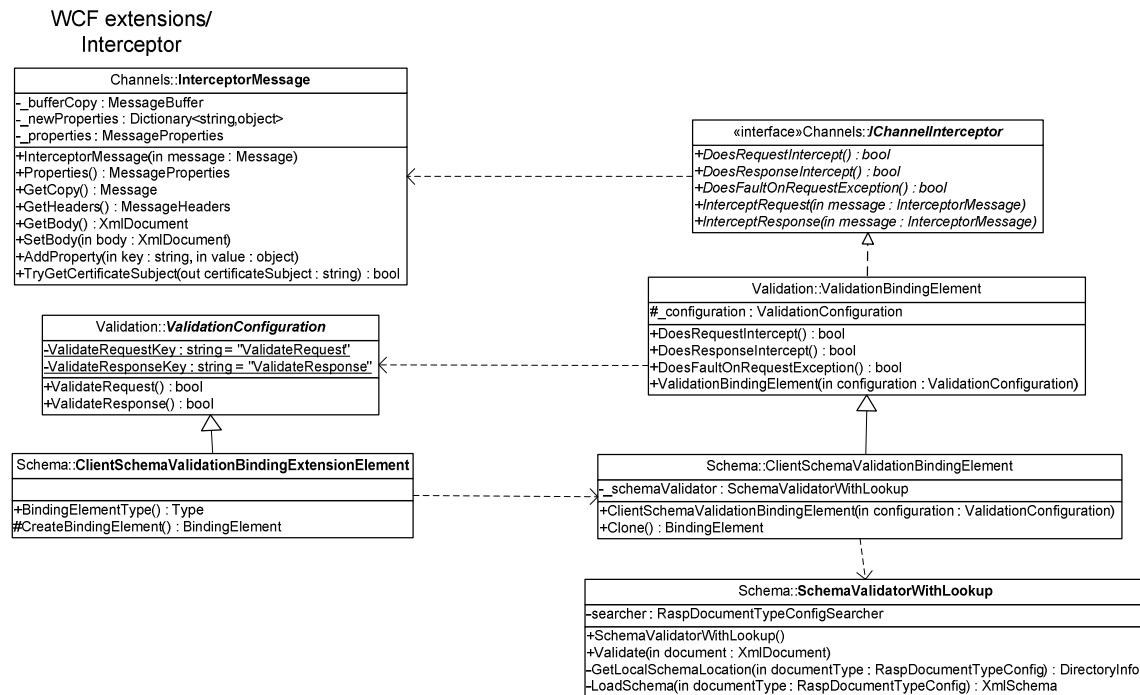 WCF extensions/
Interceptor
Channels::InterceptorMessage
-_bufferCopy : MessageBuffer
-_newProperties : Dictionary<string,object>
-_properties : MessageProperties
+InterceptorMessage(in message : Message)
+Properties() : MessageProperties
+GetCopy() : Message
+GetHeaders() : MessageHeaders
+GetBody() : XmlDocument
+SetBody(in body : XmlDocument)
+AddProperty(in key : string, in value : object)
+TryGetCertificateSubject(out certificateSubject : string) : bool
«interface»Channels::IChannelInterceptor
+DoesRequestIntercept() : bool
+DoesResponseIntercept() : bool
+DoesFaultOnRequestException() : bool
+InterceptRequest(in message : InterceptorMessage)
+InterceptResponse(in message : InterceptorMessage)
Validation::ValidationBindingElement
#_configuration : ValidationConfiguration
+DoesRequestIntercept() : bool
+DoesResponseIntercept() : bool
+DoesFaultOnRequestException() : bool
+ValidationBindingElement(in configuration : ValidationConfiguration)
Validation::ValidationConfiguration
-ValidateRequestKey : string = "ValidateRequest"
-ValidateResponseKey : string = "ValidateResponse"
+ValidateRequest() : bool
+ValidateResponse() : bool
Schema::ClientSchemaValidationBindingExtensionElement
+BindingElementType() : Type
#CreateBindingElement() : BindingElement
Schema::ClientSchemaValidationBindingElement
-_schemaValidator : SchemaValidatorWithLookup
+ClientSchemaValidationBindingElement(in configuration : ValidationConfiguration)
+Clone() : BindingElement
Schema::SchemaValidatorWithLookup
-searcher : RaspDocumentTypeConfigSearcher
+SchemaValidatorWithLookup()
+Validate(in document : XmlDocument)
-GetLocalSchemaLocation(in documentType : RaspDocumentTypeConfig) : DirectoryInfo
-LoadSchema(in documentType : RaspDocumentTypeConfig) : XmlSchema